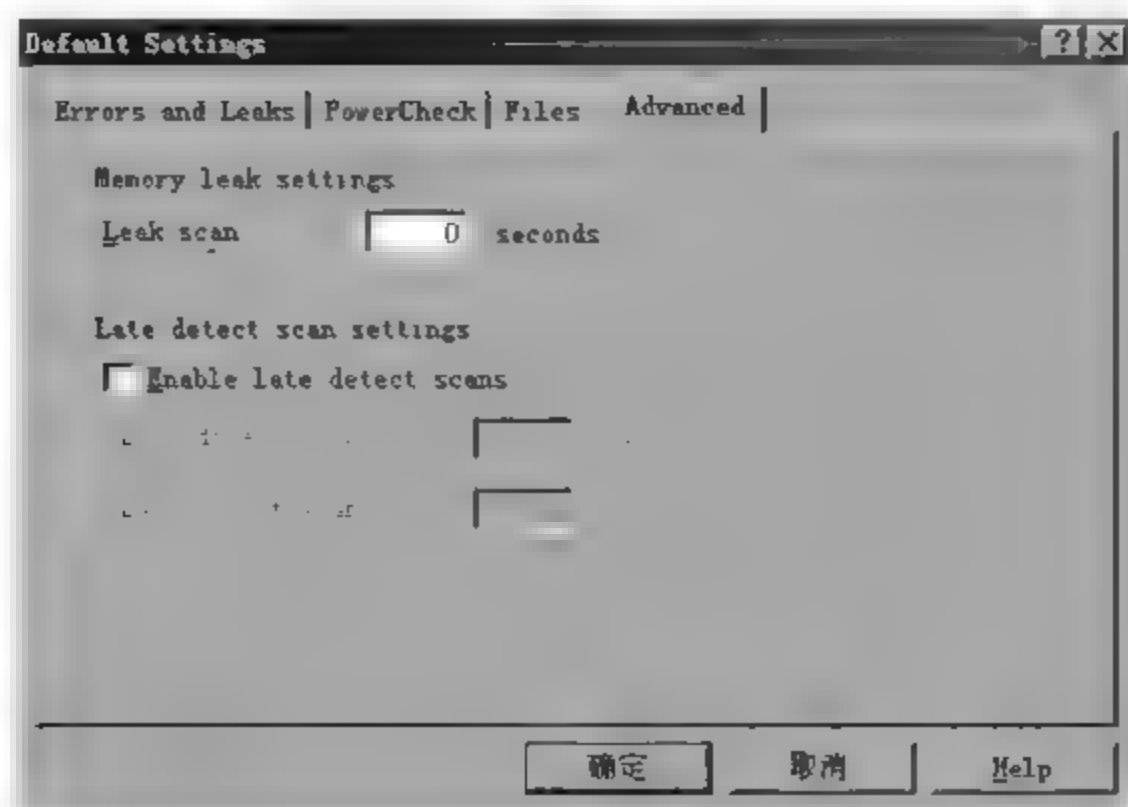 Default Settings
Errors and Leaks PowerCheck Files Advanced
Memory leak settings
Leak scan 0 seconds
Late detect scan settings
Enable late detect scans
确定 取消 Help